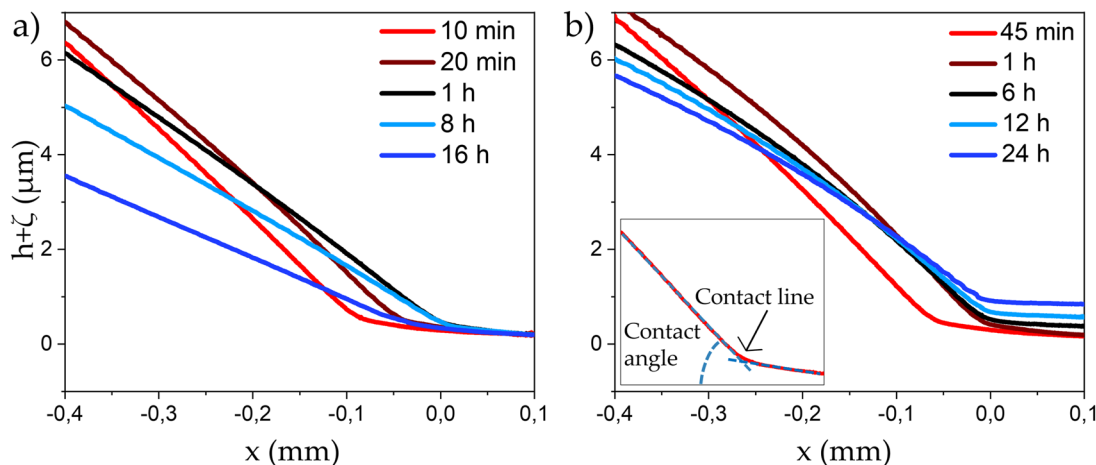 a)
10 min
20 min
1 h
8 h
16 h
h+ζ (μm)
6
4
2
0
-0,4
-0,3
-0,2
-0,1
0,0
0,1
x (mm)
b)
45 min
1 h
6 h
12 h
24 h
6
4
2
0
Contact line
Contact
angle
-0,4
-0,3
-0,2
-0,1
0,0
0,1
x (mm)